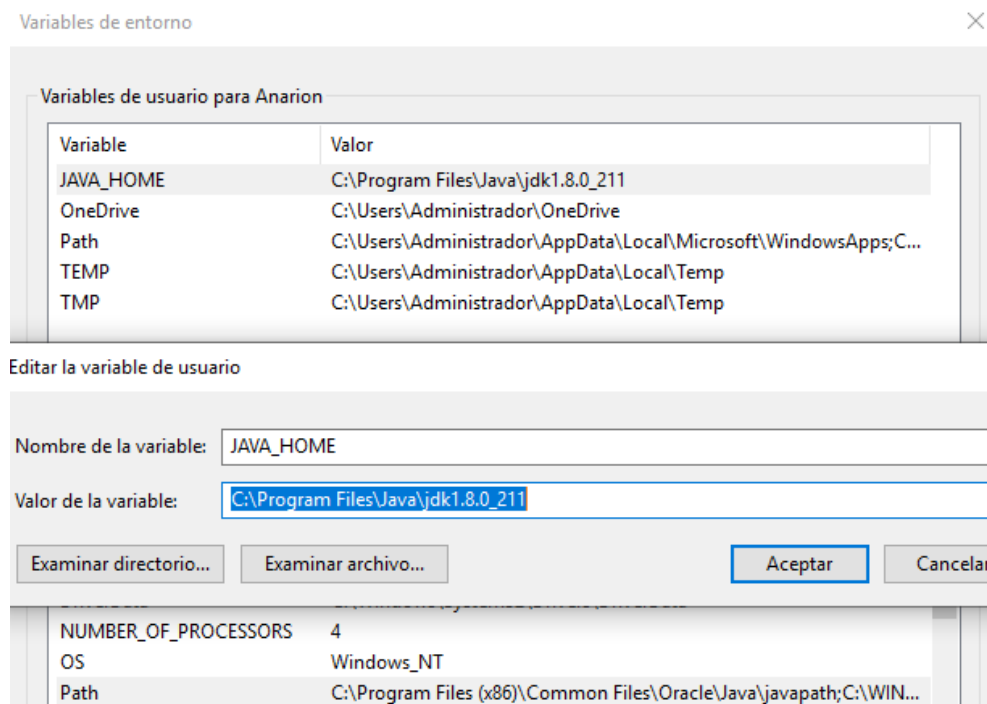 Variables de entorno
Variables de usuario para Anarion
Variable Valor
JAVA_HOME C:\Program Files\Java\jdk1.8.0_211
OneDrive C:\Users\Administrador\OneDrive
Path C:\Users\Administrador\AppData\Local\Microsoft\WindowsApps;C...
TEMP C:\Users\Administrador\AppData\Local\Temp
TMP C:\Users\Administrador\AppData\Local\Temp
Editar la variable de usuario
Nombre de la variable: JAVA_HOME
Valor de la variable: C:\Program Files\Java\jdk1.8.0_211
Examinar directorio... Examinar archivo... Aceptar Cancelar
NUMBER_OF_PROCESSORS 4
OS Windows_NT
Path C:\Program Files (x86)\Common Files\Oracle\Java\javapath;C:\WIN...